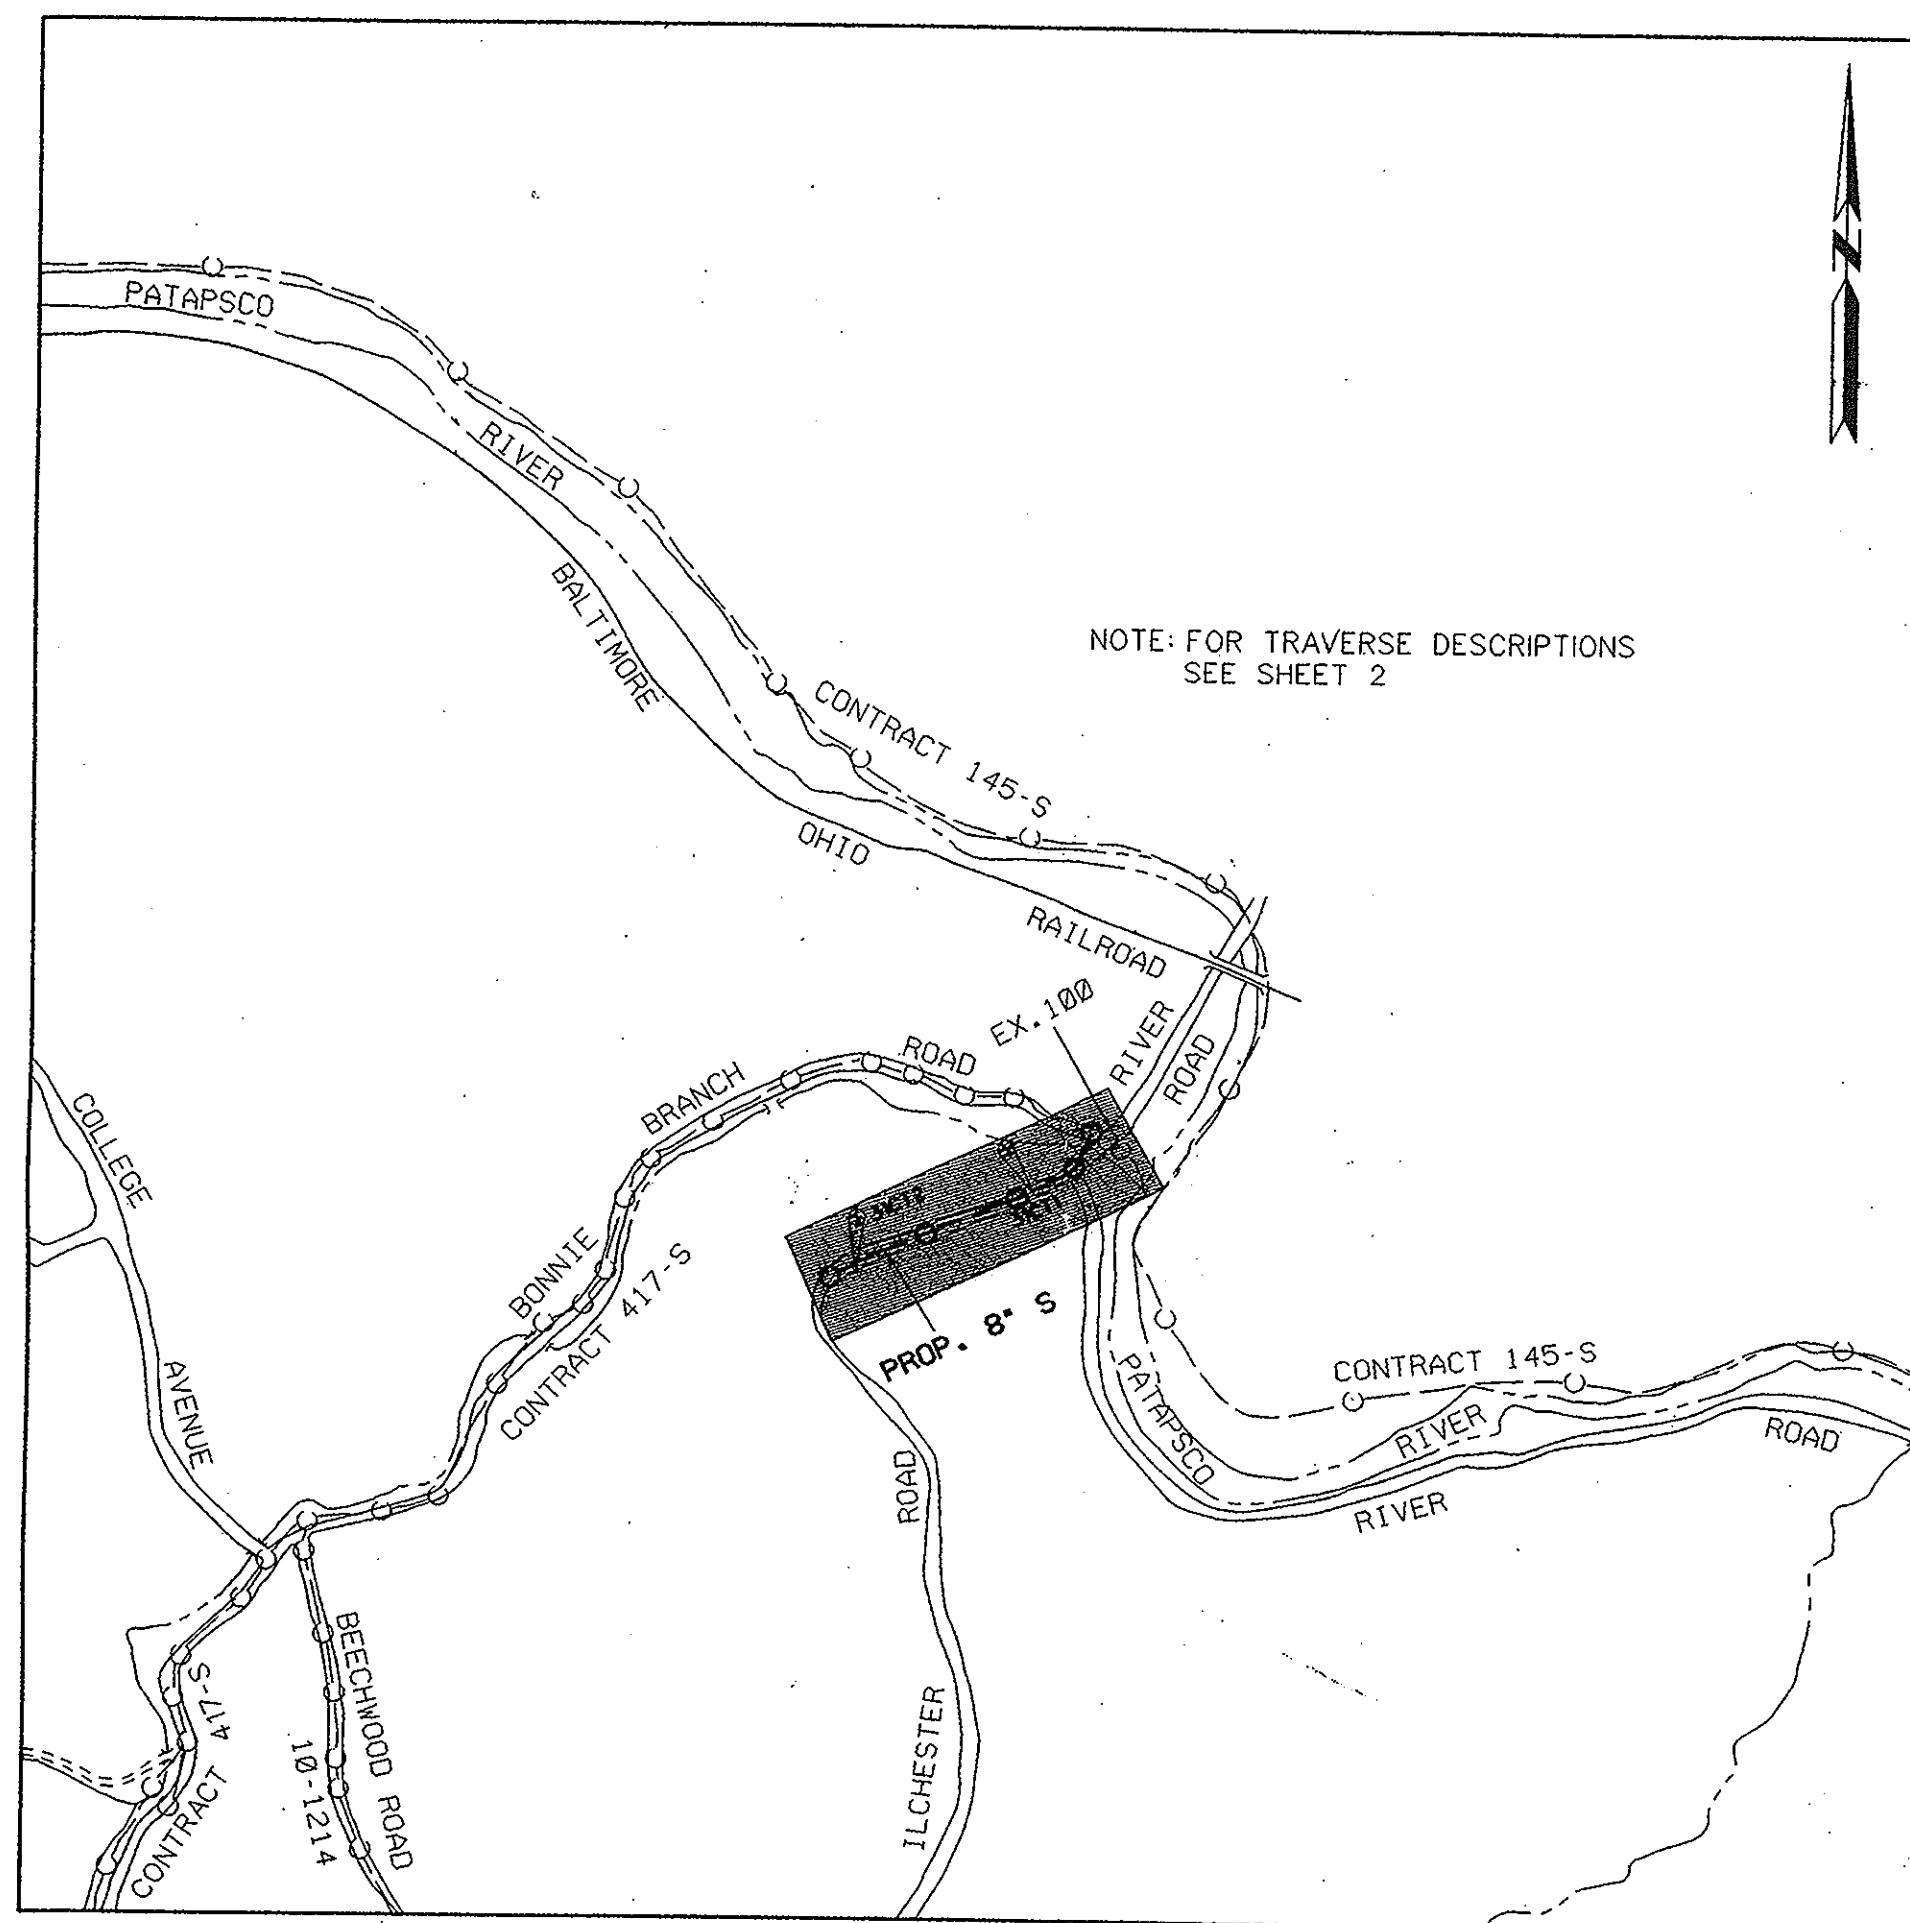 N
PATAPSCO
RIVER
BALTIMORE
NOTE: FOR TRAVERSE DESCRIPTIONS
SEE SHEET 2
CONTRACT 145-S
OHIO
RAILROAD
EX. 100
RIVER
ROAD
ROAD
BRANCH
COLLEGE
BONNIE
CONTRACT 417-S
PROP. 8" S
AVENUE
PATAPSCO
CONTRACT 145-S
RIVER
ROAD
RIVER
ROAD
ILCHESTER
BEECHWOOD ROAD
10-1214
CONTRACT 417-S